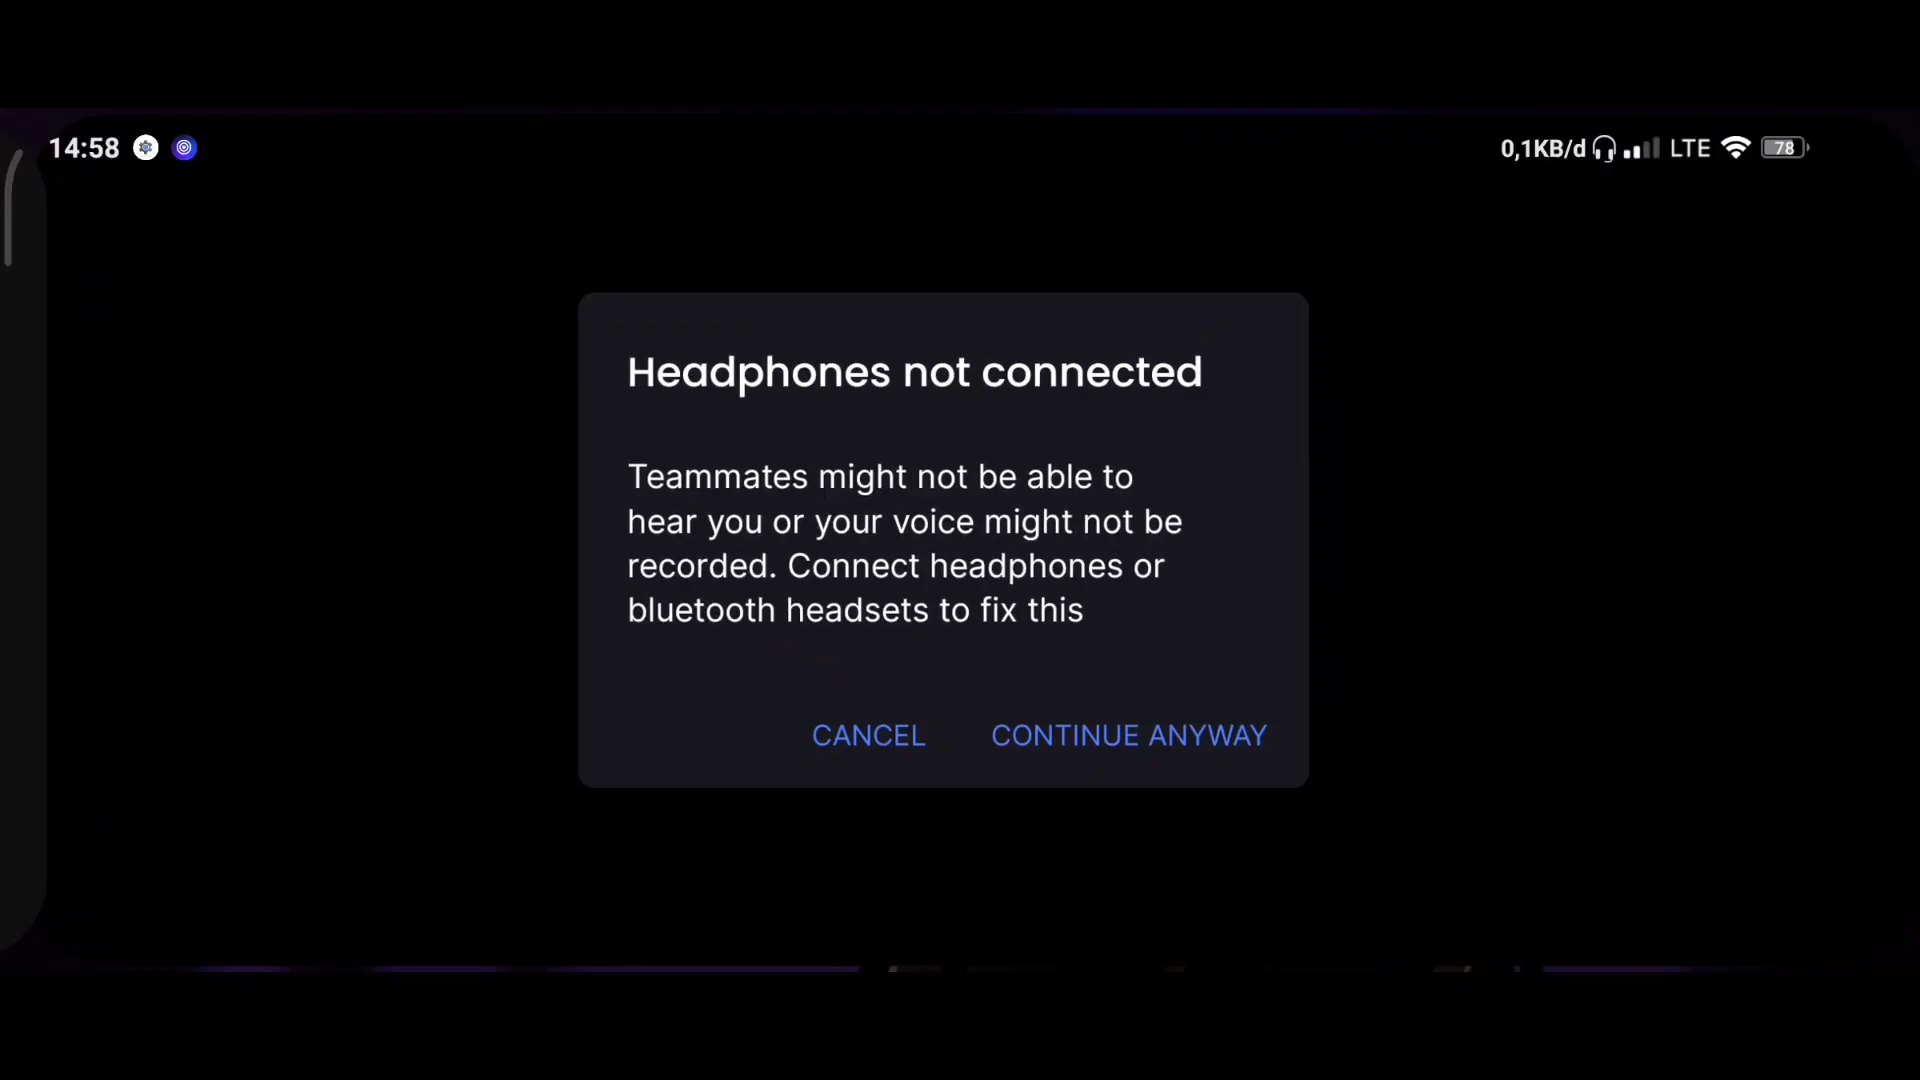 14:58
0,1KB/d LTE 78
Headphones not connected
Teammates might not be able to
hear you or your voice might not be
recorded. Connect headphones or
bluetooth headsets to fix this
CANCEL CONTINUE ANYWAY